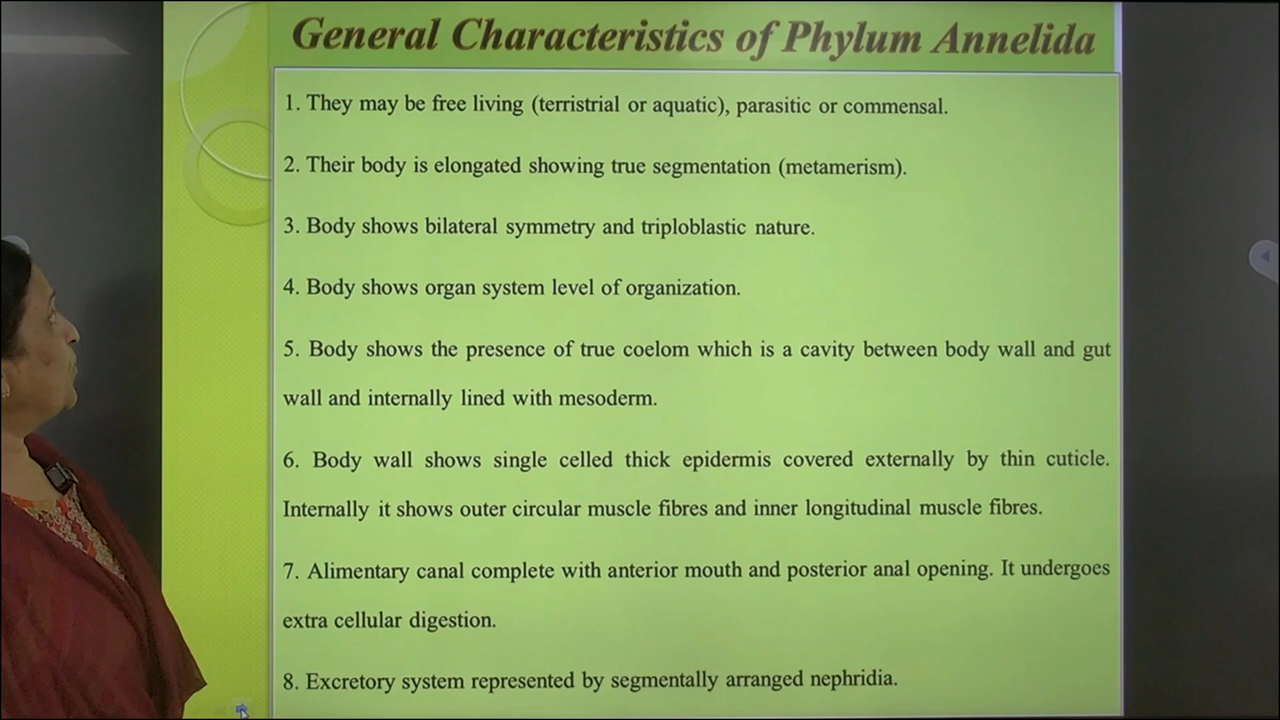 General Characteristics of Phylum Annelida
1. They may be free living (terristrial or aquatic), parasitic or commensal.
2. Their body is elongated showing true segmentation (metamerism).
3. Body shows bilateral symmetry and triploblastic nature.
4. Body shows organ system level of organization.
5. Body shows the presence of true coelom which is a cavity between body wall and gut
wall and internally lined with mesoderm.
6. Body wall shows single celled thick epidermis covered externally by thin cuticle.
Internally it shows outer circular muscle fibres and inner longitudinal muscle fibres.
7. Alimentary canal complete with anterior mouth and posterior anal opening. It undergoes
extra cellular digestion.
8. Excretory system represented by segmentally arranged nephridia.